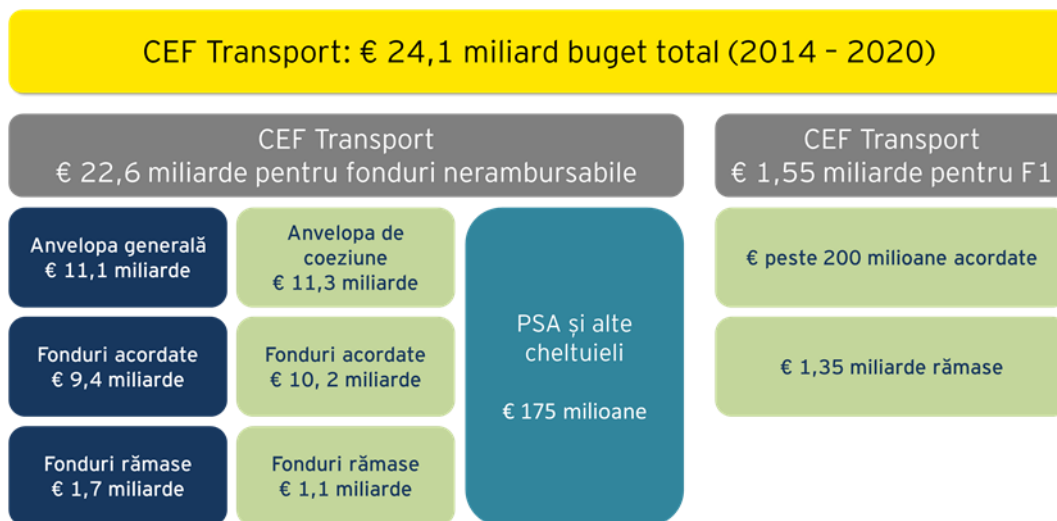 CEF Transport: € 24,1 miliard buget total (2014 - 2020)
CEF Transport
€ 22,6 miliarde pentru fonduri nerambursabile
CEF Transport
€ 1,55 miliarde pentru F1
Anvelopa generală
€ 11,1 miliarde
Anvelopa de
coeziune
€ 11,3 miliarde
PSA și alte
cheltuieli
€ 175 milioane
€ peste 200 milioane acordate
Fonduri acordate
€ 9,4 miliarde
Fonduri acordate
€ 10, 2 miliarde
€ 1,35 miliarde rămase
Fonduri rămase
€ 1,7 miliarde
Fonduri rămase
€ 1,1 miliarde